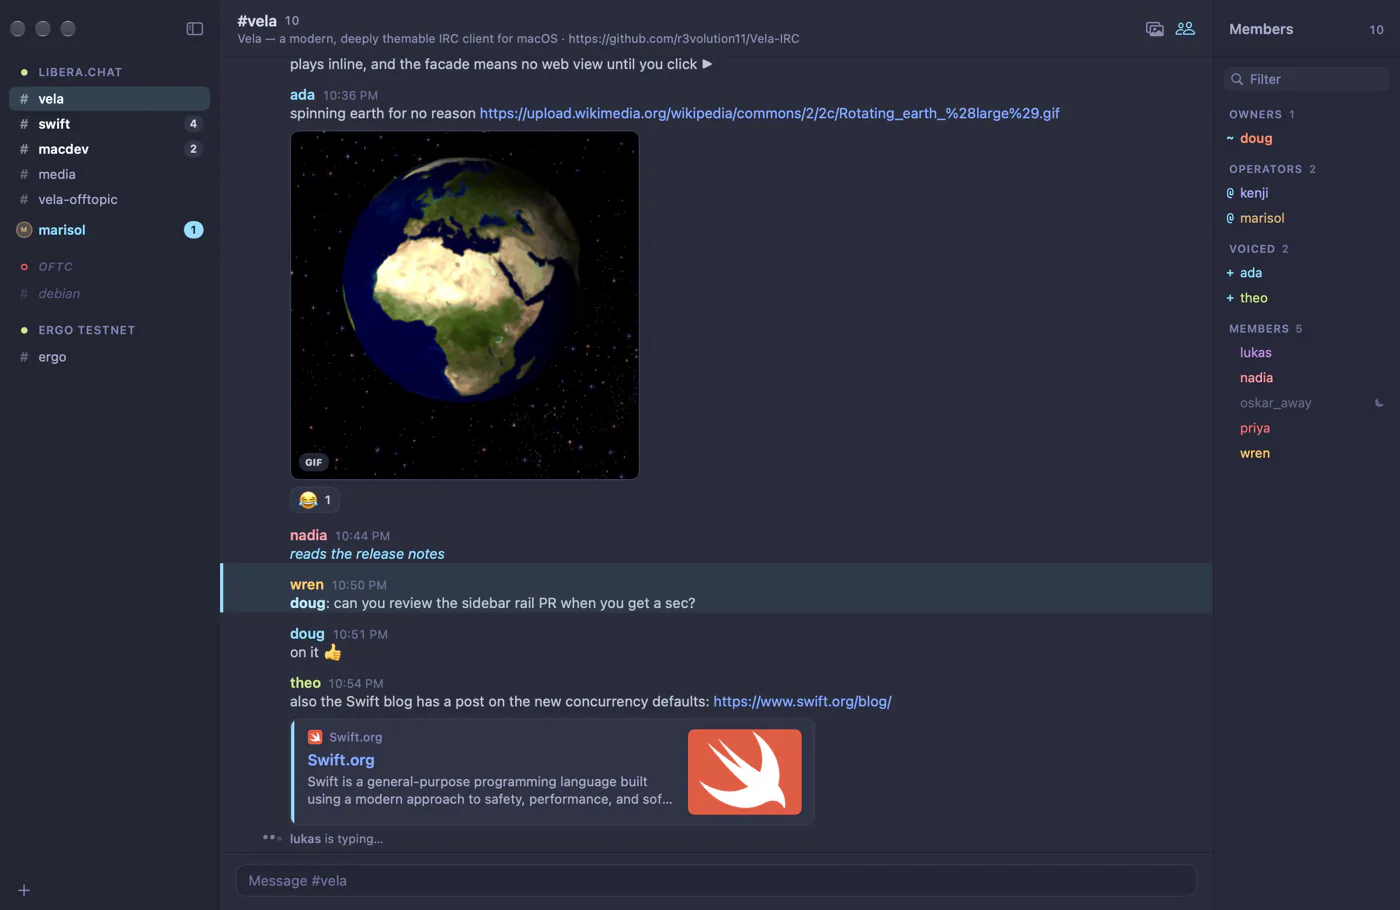 LIBERA.CHAT
# vela
# swift 4
# macdev 2
# media
# vela-offtopic
M marisol 1
OFTC
# debian
ERGO TESTNET
# ergo
+
#vela 10
Vela — a modern, deeply themable IRC client for macOS · https://github.com/r3volution11/Vela-IRC
plays inline, and the facade means no web view until you click ▶
ada 10:36 PM
spinning earth for no reason https://upload.wikimedia.org/wikipedia/commons/2/2c/Rotating_earth_%28large%29.gif
GIF
😂 1
nadia 10:44 PM
reads the release notes
wren 10:50 PM
doug: can you review the sidebar rail PR when you get a sec?
doug 10:51 PM
on it 👍
theo 10:54 PM
also the Swift blog has a post on the new concurrency defaults: https://www.swift.org/blog/
Swift.org
Swift.org
Swift is a general-purpose programming language built
using a modern approach to safety, performance, and sof...
lukas is typing...
Message #vela
Members 10
Filter
OWNERS 1
~ doug
OPERATORS 2
@ kenji
@ marisol
VOICED 2
+ ada
+ theo
MEMBERS 5
lukas
nadia
oskar_away
priya
wren